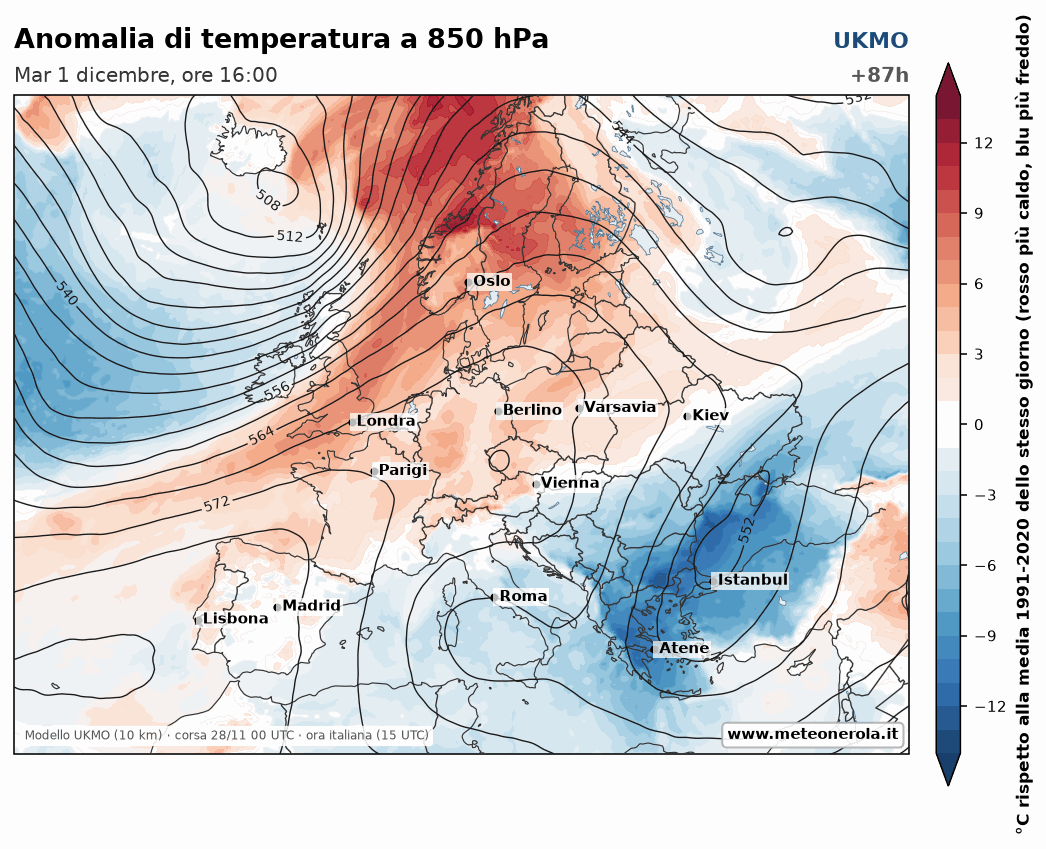 Anomalia di temperatura a 850 hPa
UKMO
Mar 1 dicembre, ore 16:00
+87h
532
544
508
512
540
556
564
572
552
Oslo
Londra
Berlino
Varsavia
Kiev
Parigi
Vienna
Istanbul
Roma
Madrid
Lisbona
Atene
Modello UKMO (10 km) · corsa 28/11 00 UTC · ora italiana (15 UTC)
www.meteonerola.it
12
9
6
3
0
−3
−6
−9
−12
°C rispetto alla media 1991-2020 dello stesso giorno (rosso più caldo, blu più freddo)